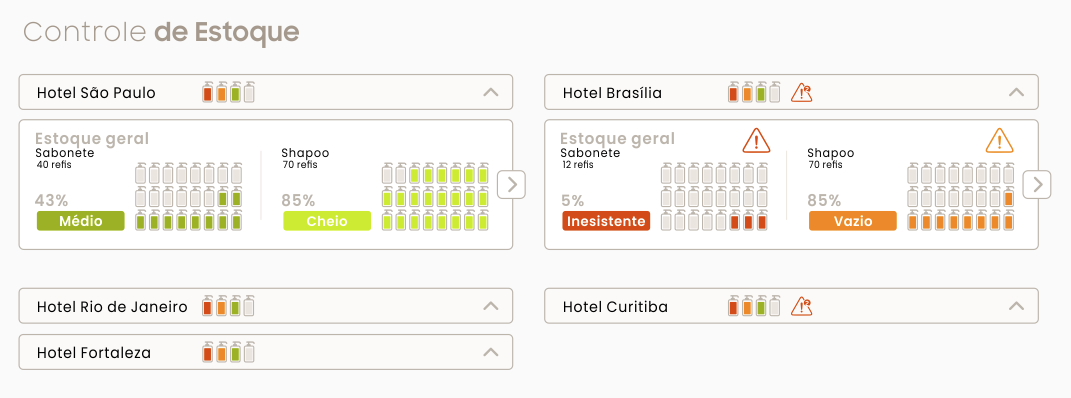 Controle de Estoque
Hotel São Paulo
Estoque geral
Sabonete
40 refis
43%
Médio
Shapoo
70 refis
85%
Cheio
Hotel Brasília
Estoque geral
Sabonete
12 refis
5%
Inesistente
Shapoo
70 refis
85%
Vazio
Hotel Rio de Janeiro
Hotel Curitiba
Hotel Fortaleza